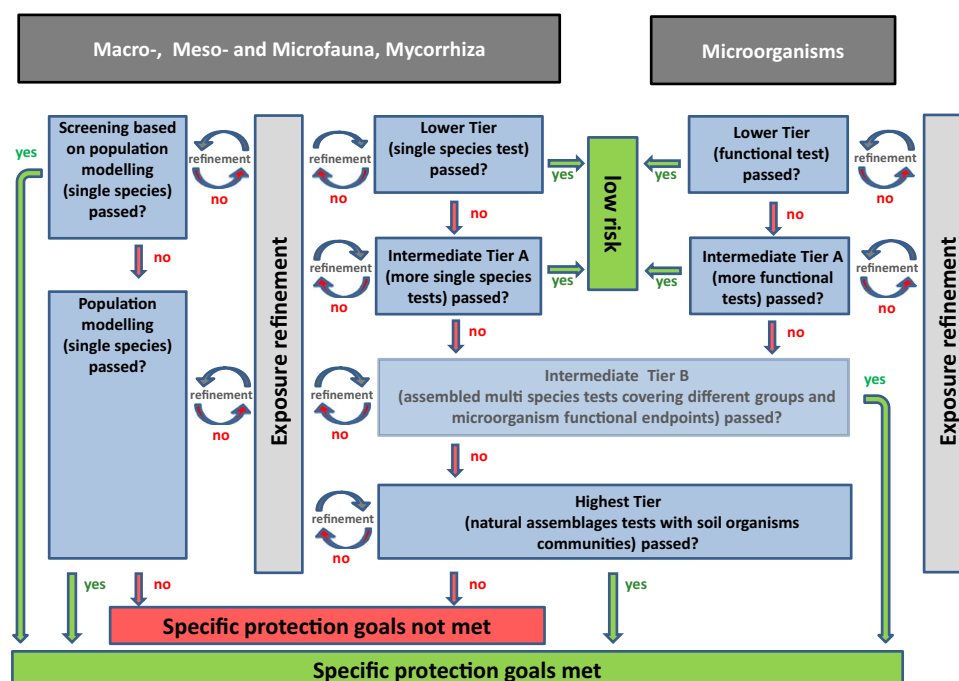 Macro-, Meso- and Microfauna, Mycorrhiza
Microorganisms
yes
Screening based
on population
modelling
(single species)
passed?
refinement
no
Exposure refinement
refinement
no
Lower Tier
(single species test)
passed?
yes
low risk
yes
Lower Tier
(functional test)
passed?
refinement
no
Exposure refinement
no
no
no
Population
modelling
(single species)
passed?
refinement
no
refinement
no
Intermediate Tier A
(more single species
tests) passed?
yes
yes
Intermediate Tier A
(more functional
tests) passed?
refinement
no
no
no
refinement
no
Intermediate Tier B
(assembled multi species tests covering different groups and
microorganism functional endpoints) passed?
yes
no
refinement
no
Highest Tier
(natural assemblages tests with soil organisms
communities) passed?
yes
no
no
yes
Specific protection goals not met
Specific protection goals met